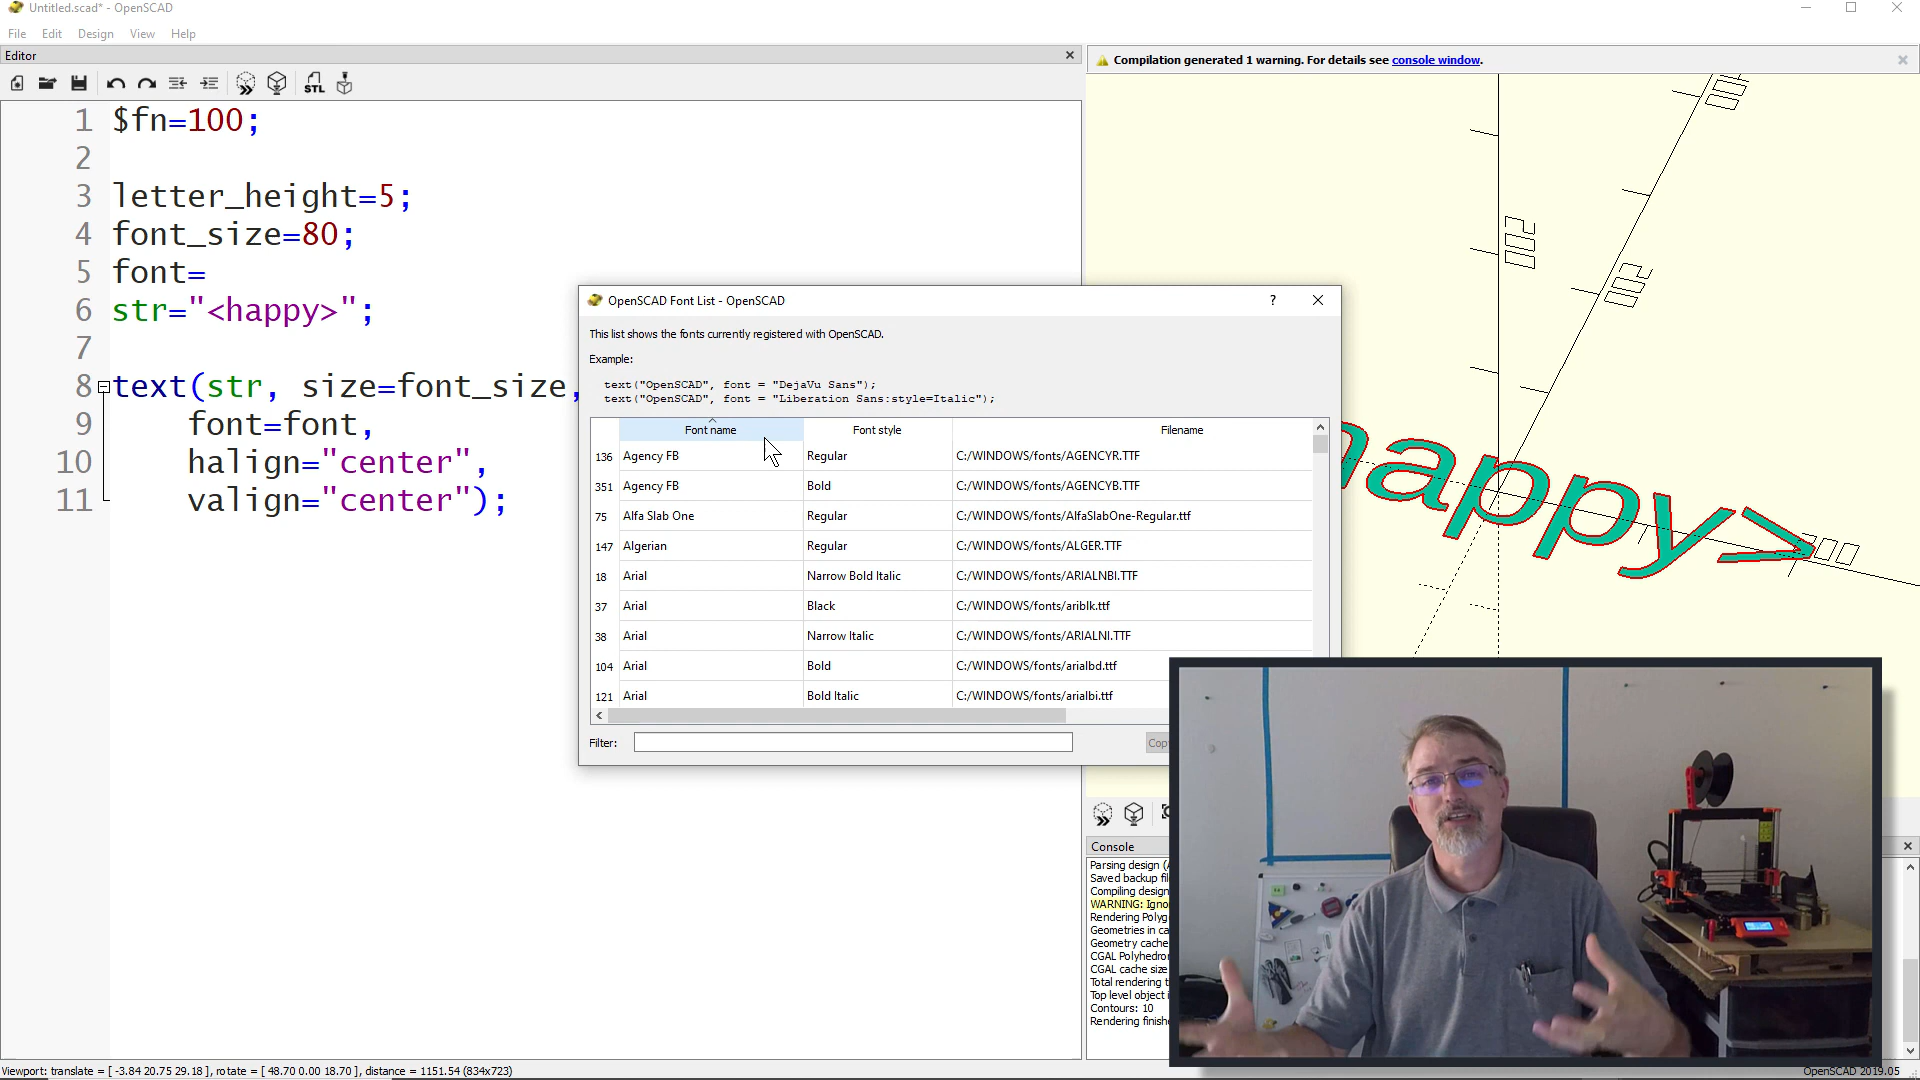 Untitled.scad* - OpenSCAD
File Edit Design View Help
Editor
STL
1 $fn=100;
2
3 letter_height=5;
4 font_size=80;
5 font=
6 str="<happy>";
7
8 text(str, size=font_size,
9 font=font,
10 halign="center",
11 valign="center");
Compilation generated 1 warning. For details see console window.
200
200
happy>
OpenSCAD Font List - OpenSCAD
?
This list shows the fonts currently registered with OpenSCAD.
Example:
text("OpenSCAD", font = "DejaVu Sans");
text("OpenSCAD", font = "Liberation Sans:style=Italic");
Font name Font style Filename
136 Agency FB Regular C:/WINDOWS/fonts/AGENCYR.TTF
351 Agency FB Bold C:/WINDOWS/fonts/AGENCYB.TTF
75 Alfa Slab One Regular C:/WINDOWS/fonts/AlfaSlabOne-Regular.ttf
147 Algerian Regular C:/WINDOWS/fonts/ALGER.TTF
18 Arial Narrow Bold Italic C:/WINDOWS/fonts/ARIALNBI.TTF
37 Arial Black C:/WINDOWS/fonts/ariblk.ttf
38 Arial Narrow Italic C:/WINDOWS/fonts/ARIALNI.TTF
104 Arial Bold C:/WINDOWS/fonts/arialbd.ttf
121 Arial Bold Italic C:/WINDOWS/fonts/arialbi.ttf
Filter:
Cop
Console
Parsing design (
Saved backup fil
Compiling design
WARNING: Igno
Rendering Polyg
Geometries in ca
Geometry cache
CGAL Polyhedro
CGAL cache size
Total rendering t
Top level object i
Contours: 10
Rendering finish
Viewport: translate = [ -3.84 20.75 29.18 ], rotate = [ 48.70 0.00 18.70 ], distance = 1151.54 (834x723)
OpenSCAD 2019.05